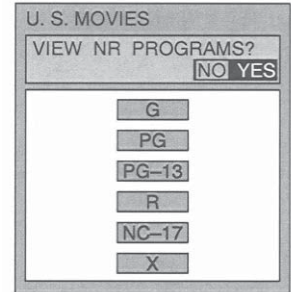 U. S. MOVIES
VIEW NR PROGRAMS?
NO YES
G
PG
PG–13
R
NC–17
X